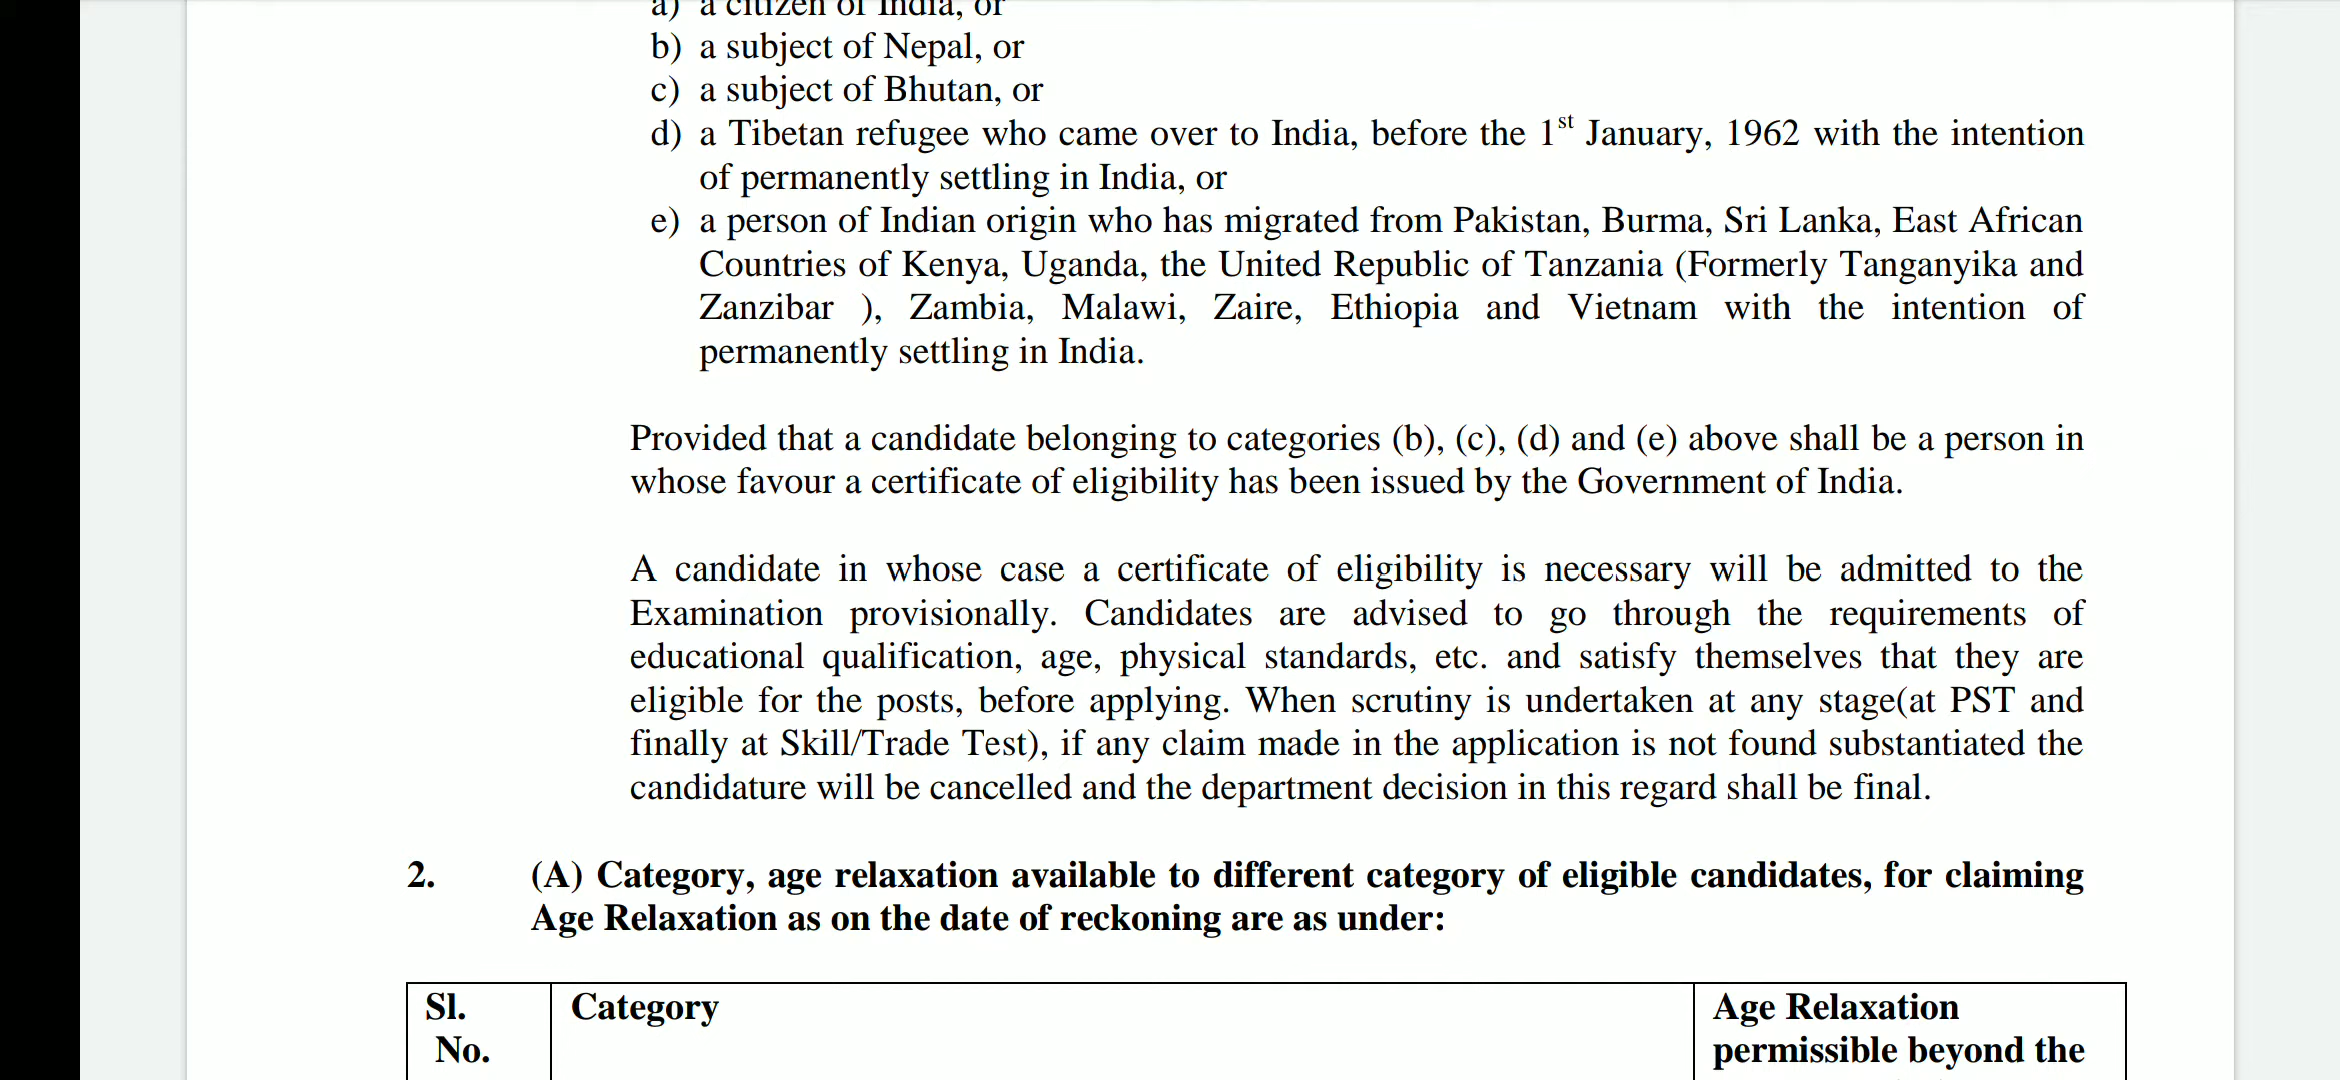 a) a citizen of India, or
b) a subject of Nepal, or
c) a subject of Bhutan, or
d) a Tibetan refugee who came over to India, before the 1st January, 1962 with the intention
of permanently settling in India, or
e) a person of Indian origin who has migrated from Pakistan, Burma, Sri Lanka, East African
Countries of Kenya, Uganda, the United Republic of Tanzania (Formerly Tanganyika and
Zanzibar ), Zambia, Malawi, Zaire, Ethiopia and Vietnam with the intention of
permanently settling in India.
Provided that a candidate belonging to categories (b), (c), (d) and (e) above shall be a person in
whose favour a certificate of eligibility has been issued by the Government of India.
A candidate in whose case a certificate of eligibility is necessary will be admitted to the
Examination provisionally. Candidates are advised to go through the requirements of
educational qualification, age, physical standards, etc. and satisfy themselves that they are
eligible for the posts, before applying. When scrutiny is undertaken at any stage(at PST and
finally at Skill/Trade Test), if any claim made in the application is not found substantiated the
candidature will be cancelled and the department decision in this regard shall be final.
2. (A) Category, age relaxation available to different category of eligible candidates, for claiming
Age Relaxation as on the date of reckoning are as under:
Sl. Category Age Relaxation
No. permissible beyond the